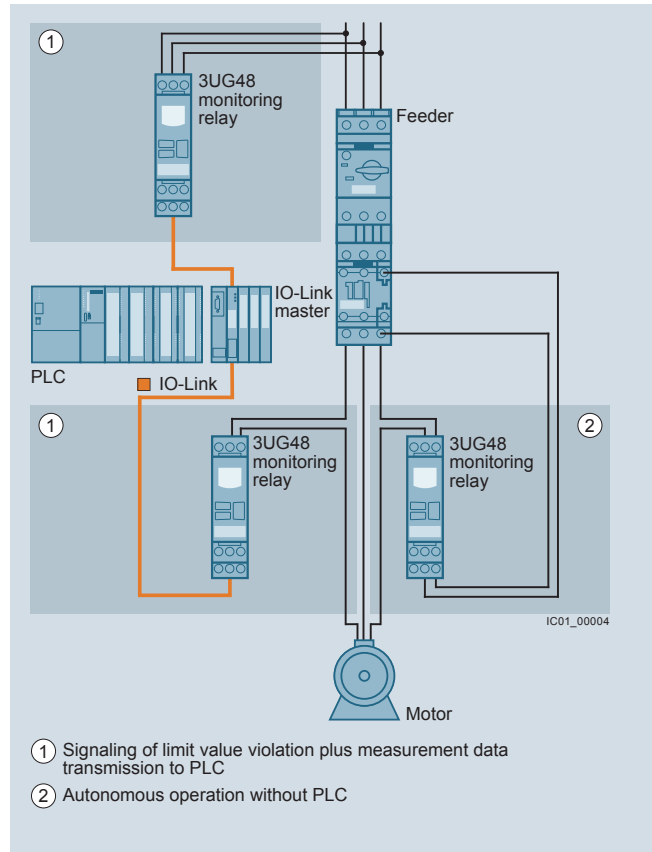 1
3UG48
monitoring
relay
Feeder
IO-Link
master
PLC
IO-Link
1
3UG48
monitoring
relay
2
3UG48
monitoring
relay
IC01_00004
Motor
1 Signaling of limit value violation plus measurement data
transmission to PLC
2 Autonomous operation without PLC